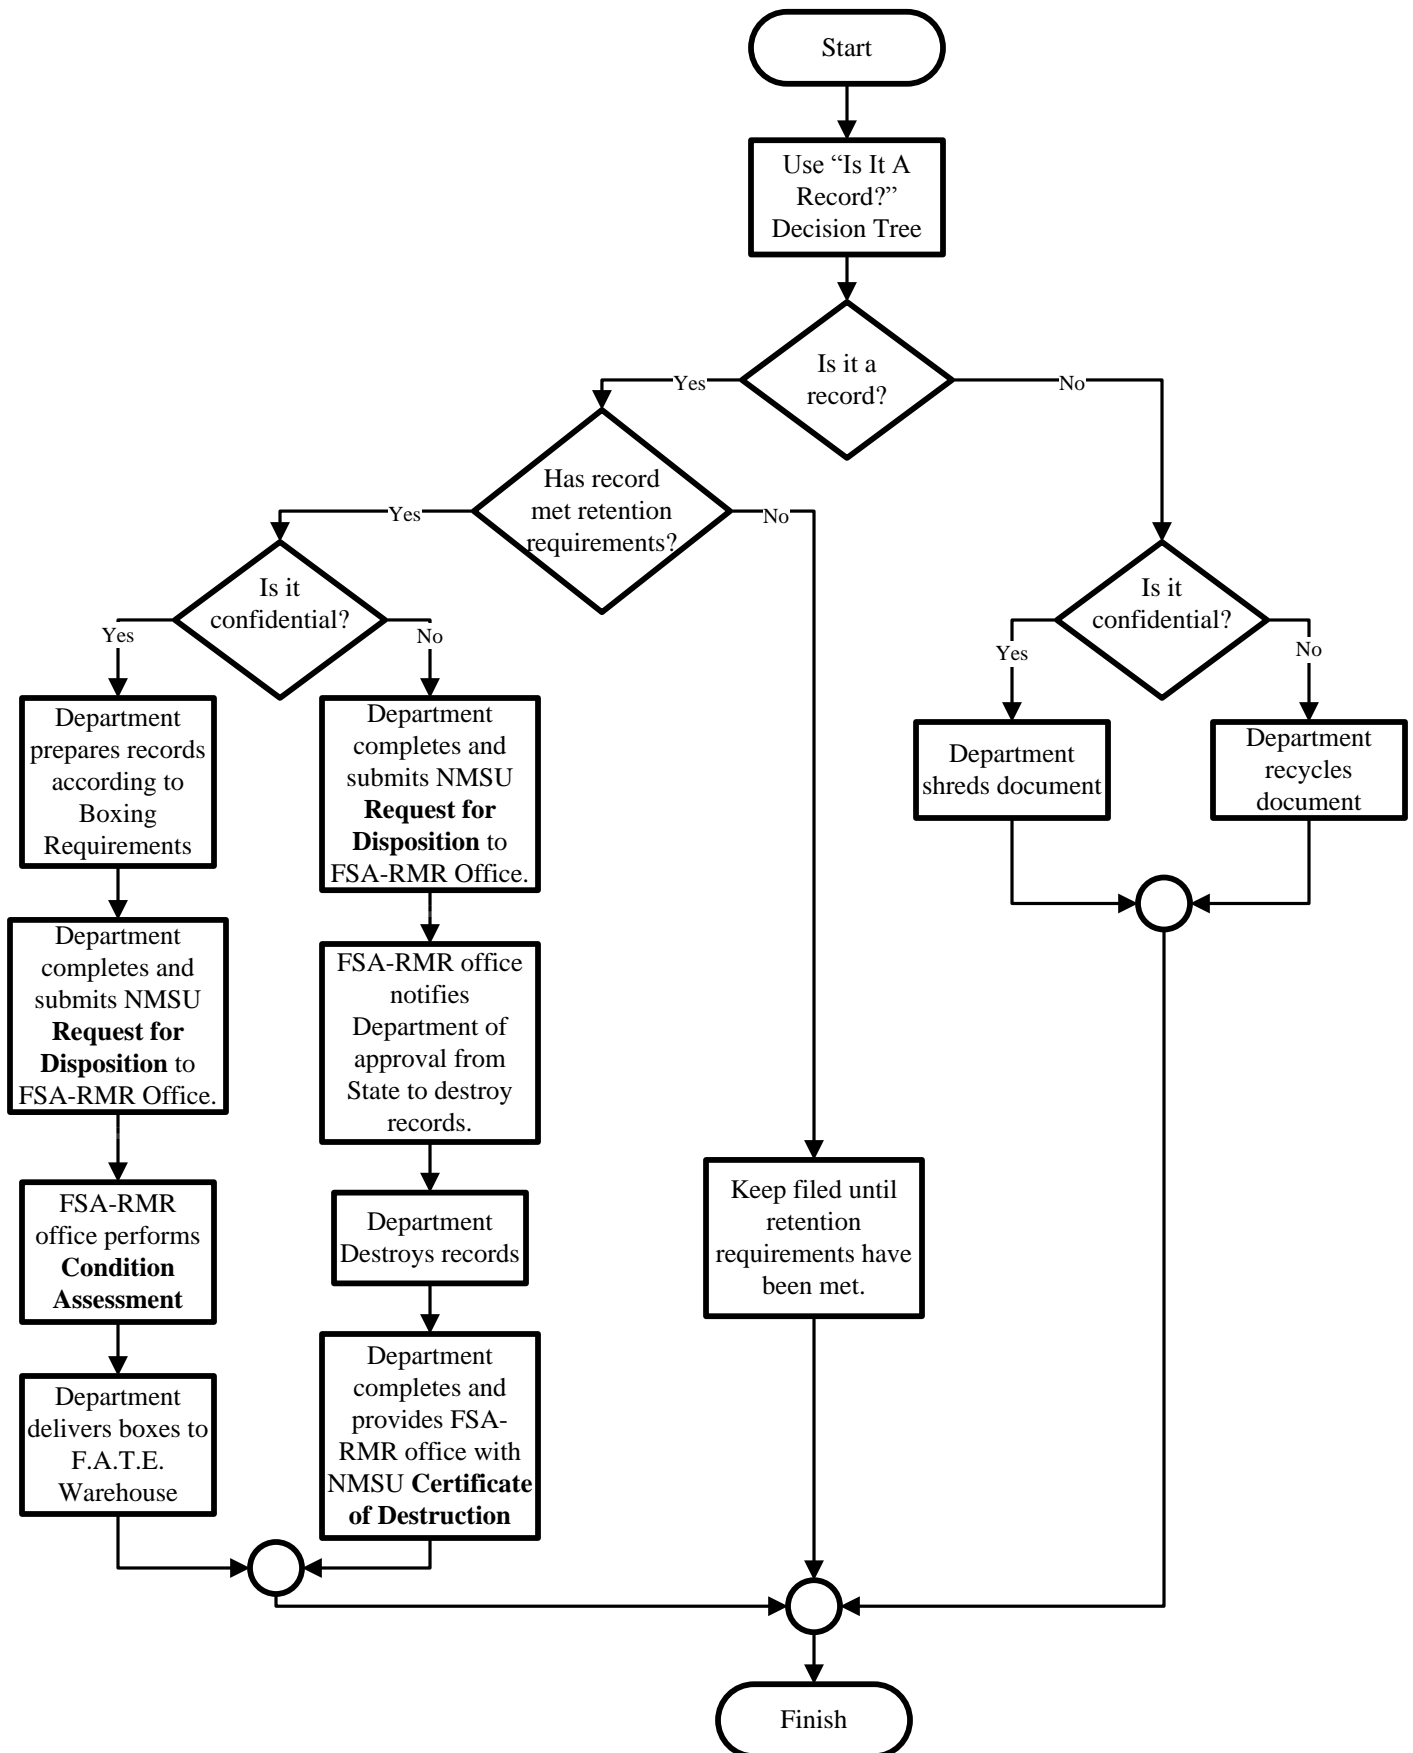 Start
Use “Is It A
Record?”
Decision Tree
Is it a
record?
Yes
No
Has record
met retention
requirements?
Yes
No
Is it
confidential?
Yes
No
Is it
confidential?
Yes
No
Department
prepares records
according to
Boxing
Requirements
Department
completes and
submits NMSU
Request for
Disposition to
FSA-RMR Office.
Department
shreds document
Department
recycles
document
Department
completes and
submits NMSU
Request for
Disposition to
FSA-RMR Office.
FSA-RMR office
notifies
Department of
approval from
State to destroy
records.
FSA-RMR
office performs
Condition
Assessment
Department
Destroys records
Keep filed until
retention
requirements have
been met.
Department
delivers boxes to
F.A.T.E.
Warehouse
Department
completes and
provides FSA-
RMR office with
NMSU Certificate
of Destruction
Finish